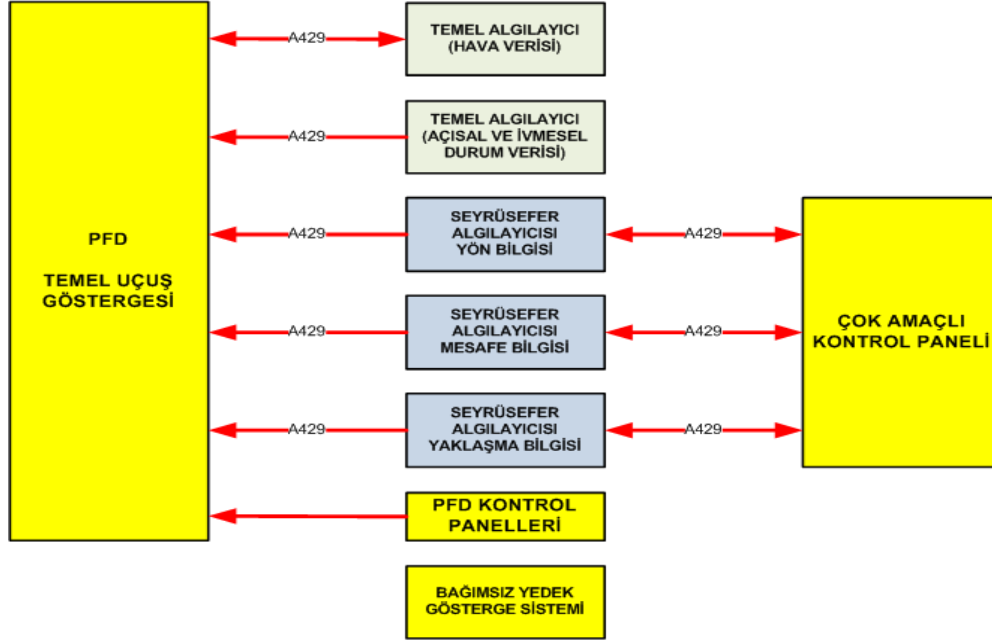 PFD
TEMEL UÇUŞ
GÖSTERGESİ
A429
TEMEL ALGILAYICI
(HAVA VERİSİ)
A429
TEMEL ALGILAYICI
(AÇISAL VE İVMESEL
DURUM VERİSİ)
A429
SEYRÜSEFER
ALGILAYICISI
YÖN BİLGİSİ
A429
A429
SEYRÜSEFER
ALGILAYICISI
MESAFE BİLGİSİ
A429
A429
SEYRÜSEFER
ALGILAYICISI
YAKLAŞMA BİLGİSİ
A429
ÇOK AMAÇLI
KONTROL PANELİ
PFD KONTROL
PANELLERİ
BAĞIMSIZ YEDEK
GÖSTERGE SİSTEMİ